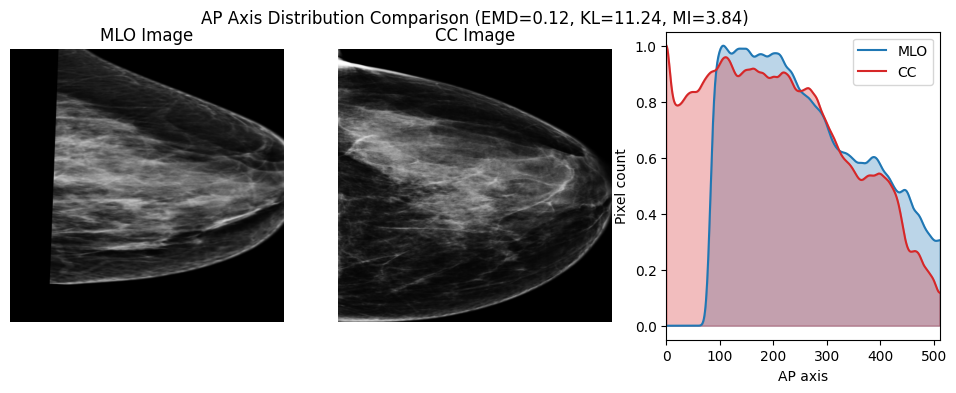 AP Axis Distribution Comparison (EMD=0.12, KL=11.24, MI=3.84)
MLO Image
CC Image
MLO
CC
Pixel count
1.0
0.8
0.6
0.4
0.2
0.0
0 100 200 300 400 500
AP axis